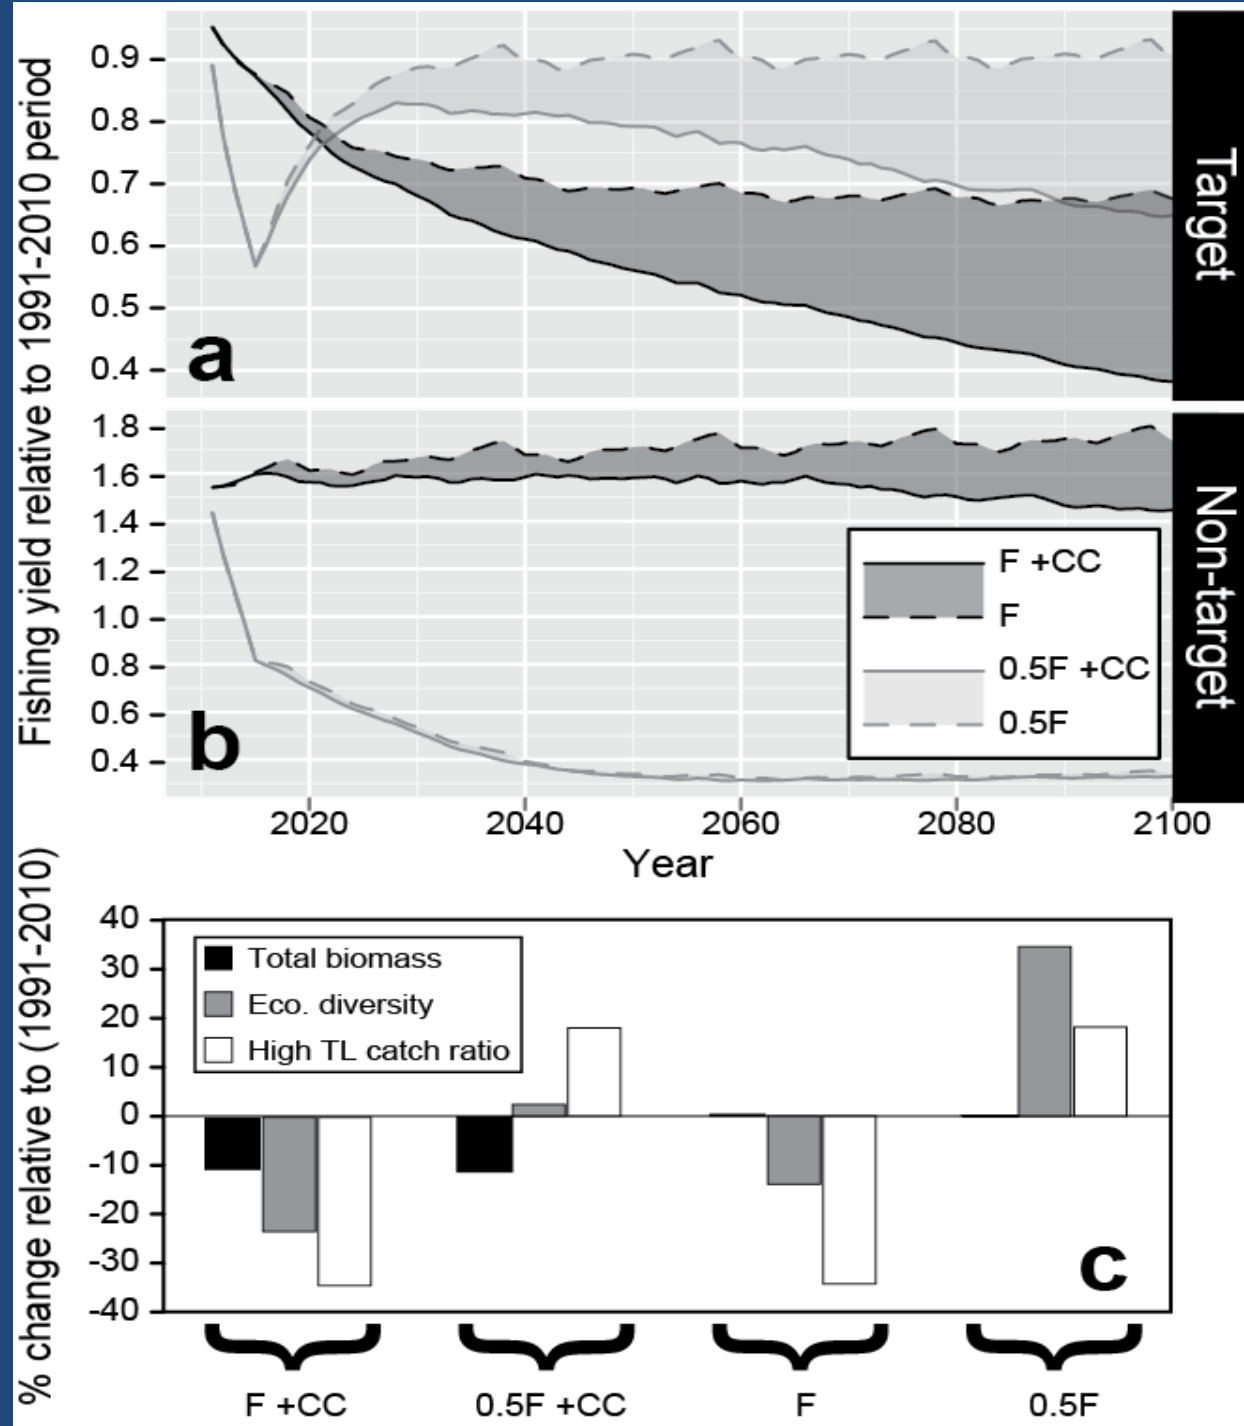 Fishing yield relative to 1991-2010 period
0.9
0.8
0.7
0.6
0.5
0.4
a
Target
1.8
1.6
1.4
1.2
1.0
0.8
0.6
0.4
b
Non-target
F +CC
F
0.5F +CC
0.5F
2020 2040 2060 2080 2100
Year
% change relative to (1991-2010)
40
30
20
10
0
-10
-20
-30
-40
Total biomass
Eco. diversity
High TL catch ratio
c
F +CC 0.5F +CC F 0.5F